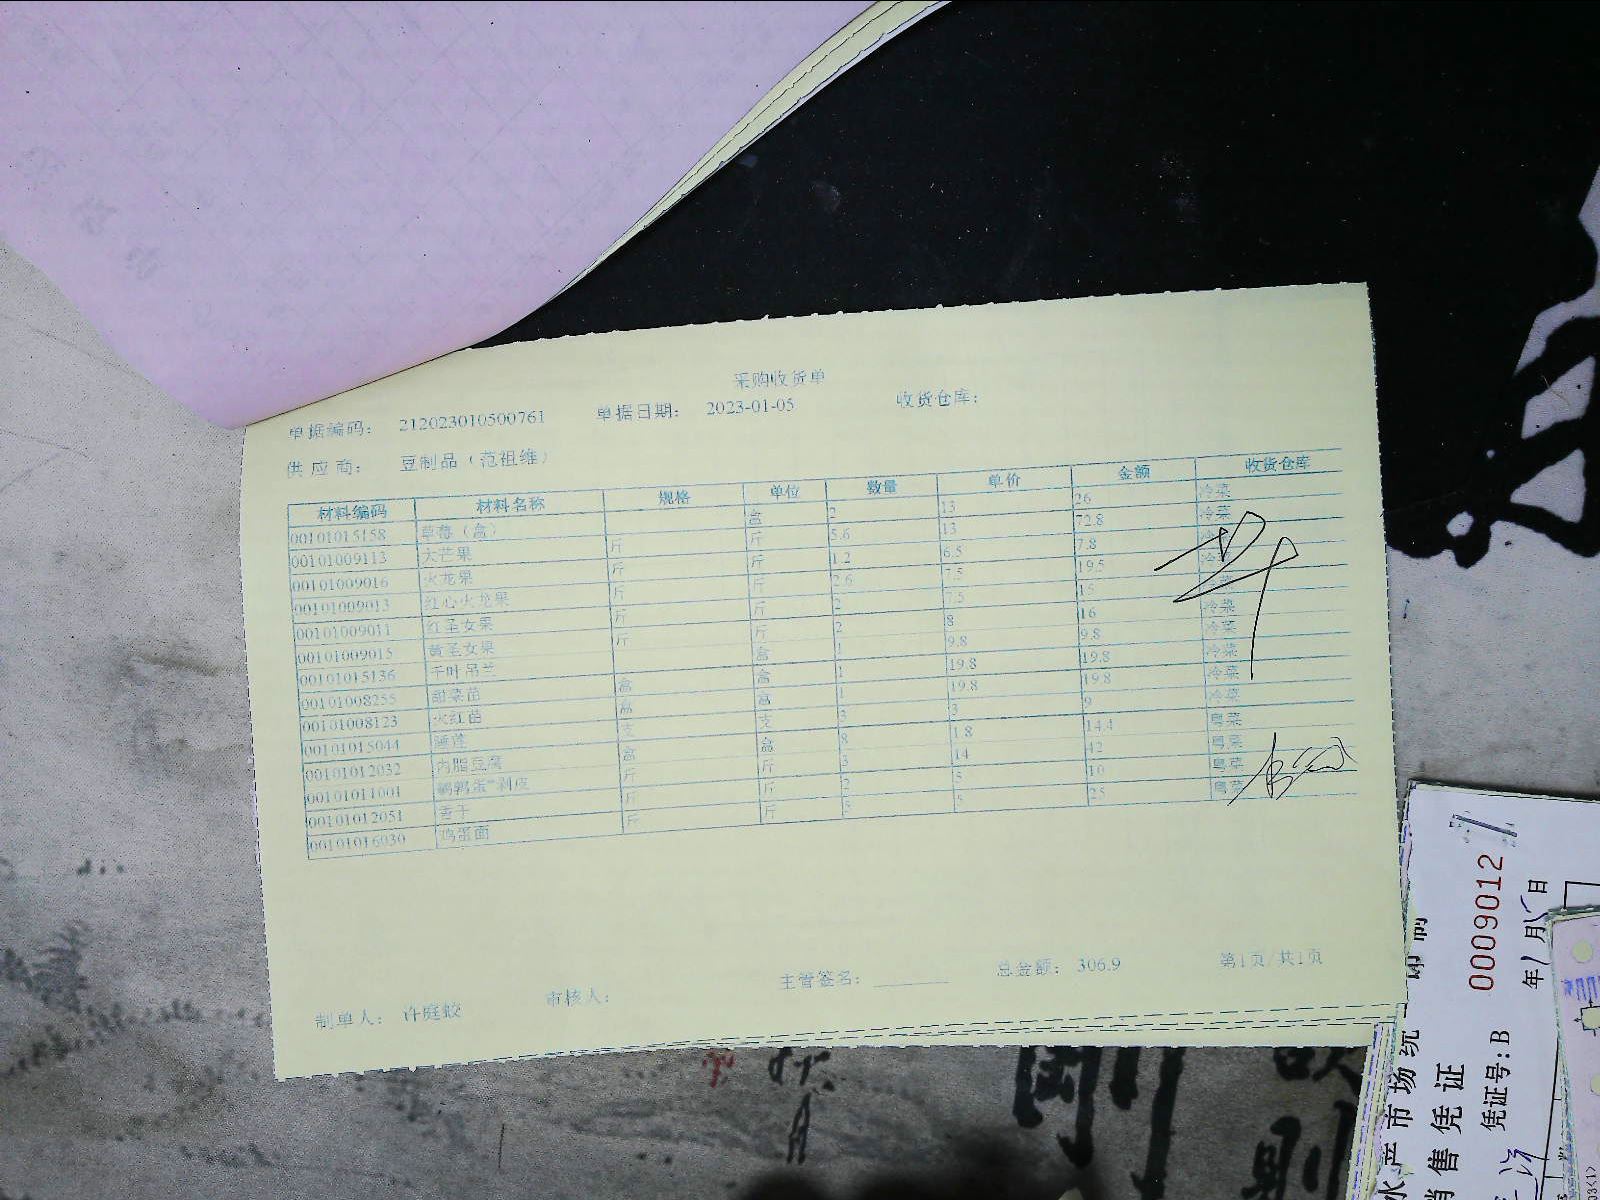 采购收货单
单据编码： 212023010500761 单据日期： 2023-01-05 收货仓库：
供应商： 豆制品（范祖维）
材料编码 材料名称 规格 单位 数量 单价 金额 收货仓库
00101015158 草莓（盒） 盒 2 13 26 冷菜
00101009113 大芒果 斤 斤 5.6 13 72.8 冷菜
00101009016 火龙果 斤 斤 1.2 6.5 7.8 冷
00101009013 红心火龙果 斤 斤 2.6 7.5 19.5 冷
00101009011 红圣女果 斤 斤 2 7.5 15 菜
00101009015 黄圣女果 斤 斤 2 8 16 冷菜
00101015136 千叶吊兰 盒 1 9.8 9.8 冷菜
00101008255 甜菜苗 盒 盒 1 19.8 19.8 冷菜
00101008123 火红苗 盒 盒 1 19.8 19.8 冷菜
00101015044 睡莲 支 支 3 3 9 冷菜
00101012032 内脂豆腐 盒 盒 8 1.8 14.4 粤菜
00101011001 鹌鹑蛋*剥皮 斤 斤 3 14 42 粤菜
00101012051 香干 斤 斤 2 5 10 粤菜
00101016030 鸡蛋面 斤 斤 5 5 25 粤菜
制单人： 许庭蛟 审核人： 主管签名： 总金额： 306.9 第1页/共1页
0009012
年1月 日
水产市场统
销售凭证
凭证号:B